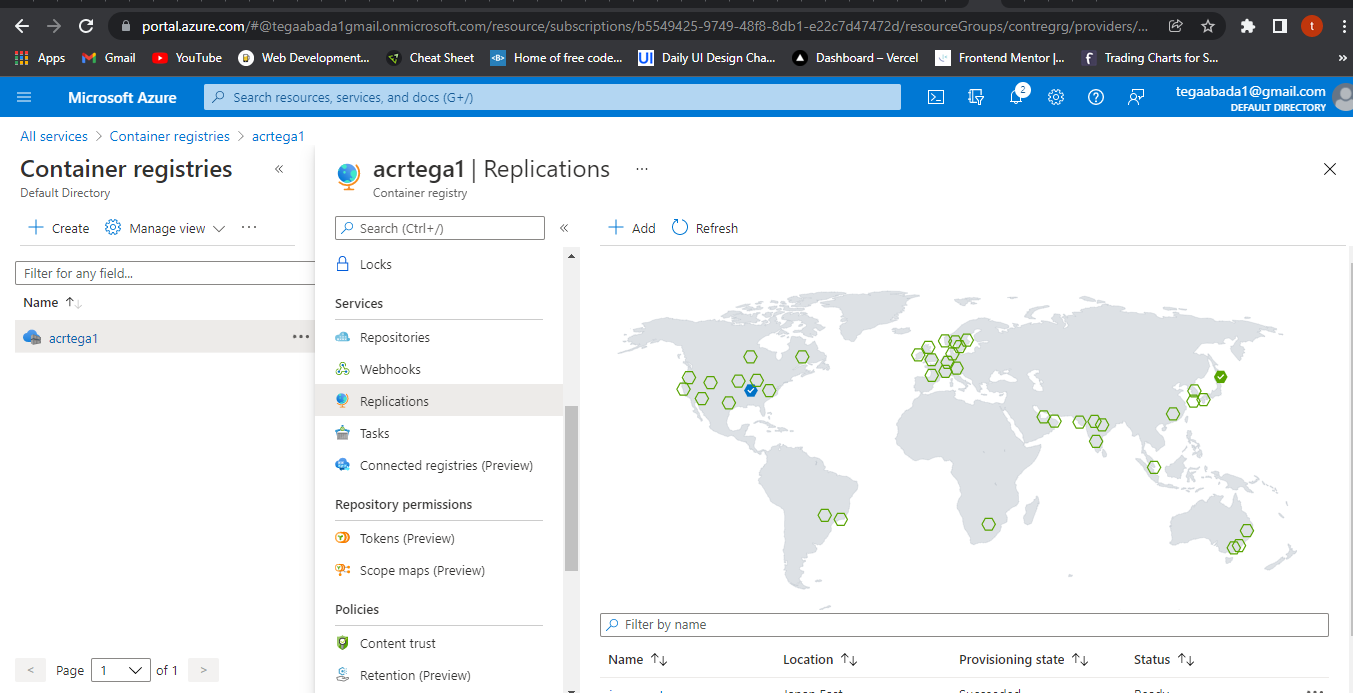 portal.azure.com/#@tegaabada1gmail.onmicrosoft.com/resource/subscriptions/b5549425-9749-48f8-8db1-e22c7d47472d/resourceGroups/contregrg/providers/...
t
Apps Gmail YouTube Web Development... Cheat Sheet Home of free code... Daily UI Design Cha... Dashboard – Vercel Frontend Mentor |... Trading Charts for S... »
Microsoft Azure
Search resources, services, and docs (G+/)
2
tegaabada1@gmail.com
DEFAULT DIRECTORY
All services > Container registries > acrtega1
Container registries «
Default Directory
+ Create Manage view ...
Filter for any field...
Name
acrtega1 ...
< Page 1 of 1 >
acrtega1 | Replications ...
Container registry
Search (Ctrl+/) «
Locks
Services
Repositories
Webhooks
Replications
Tasks
Connected registries (Preview)
Repository permissions
Tokens (Preview)
Scope maps (Preview)
Policies
Content trust
Retention (Preview)
+ Add Refresh
Filter by name
Name Location Provisioning state Status
Japan East Succeeded Ready ...